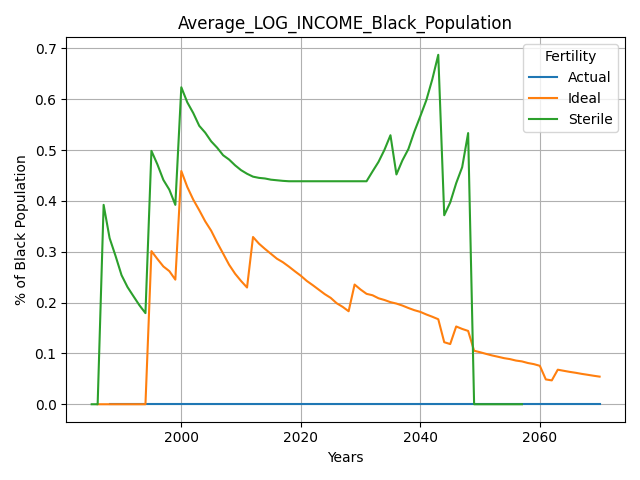 Average_LOG_INCOME_Black_Population
% of Black Population
0.7
0.6
0.5
0.4
0.3
0.2
0.1
0.0
Fertility
Actual
Ideal
Sterile
2000
2020
2040
2060
Years